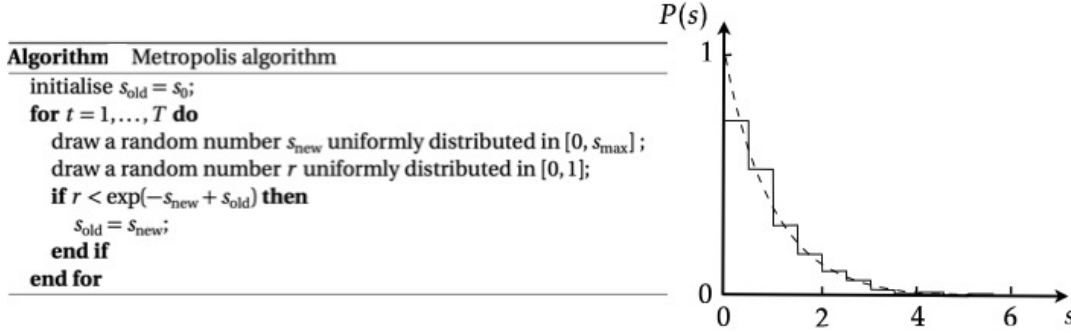 Algorithm Metropolis algorithm
initialise s_old = s_0;
for t = 1,…, T do
draw a random number s_new uniformly distributed in [0, s_max] ;
draw a random number r uniformly distributed in [0, 1];
if r < exp(−s_new + s_old) then
s_old = s_new;
end if
end for
P(s)
1
0
0 2 4 6 s